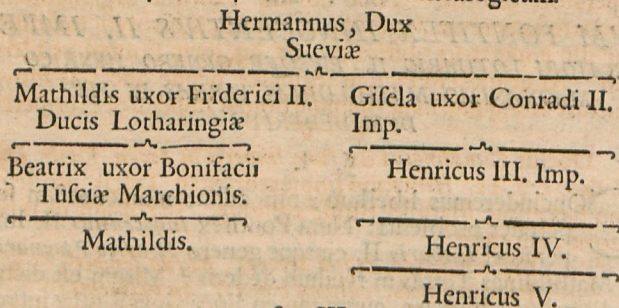 Hermannus, Dux
Sueviæ
Mathildis uxor Friderici II.
Ducis Lotharingiæ
Gisela uxor Conradi II.
Imp.
Beatrix uxor Bonifacii
Tusciæ Marchionis.
Henricus III. Imp.
Mathildis.
Henricus IV.
Henricus V.